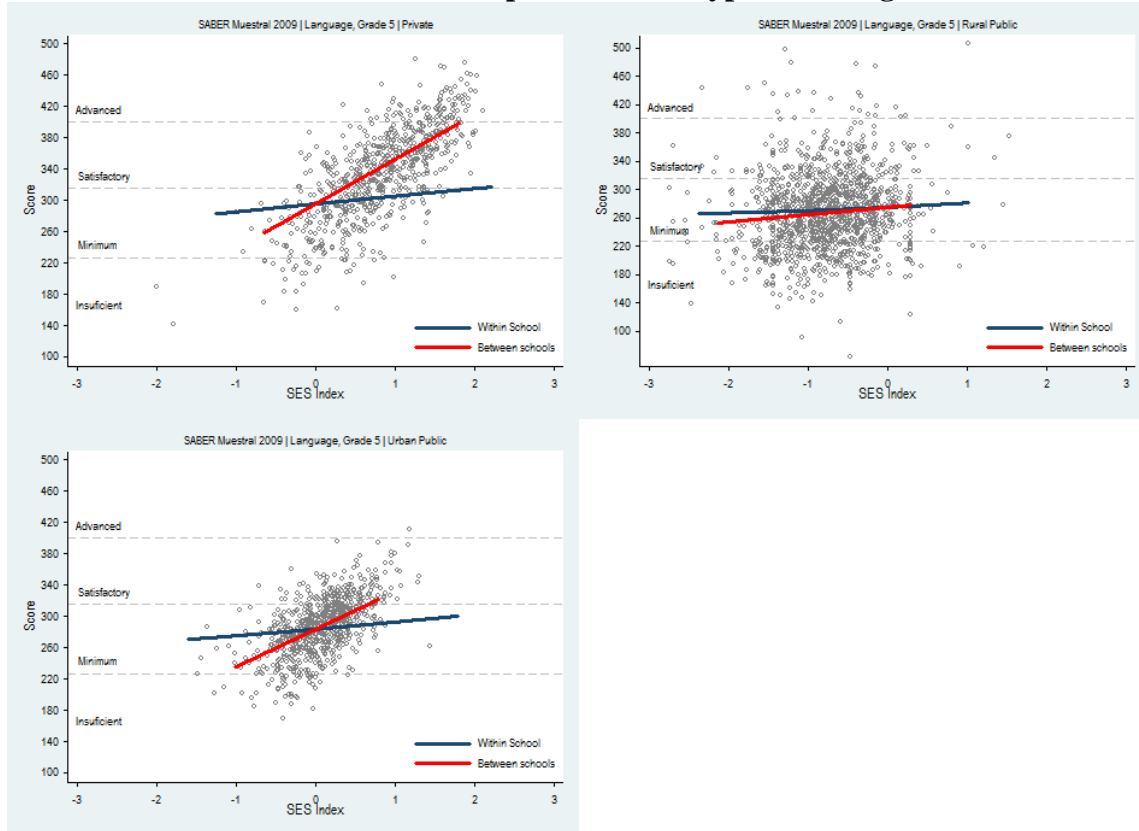 SABER Muestral 2009 | Language, Grade 5 | Private
500
460
420
380
340
300
260
220
180
140
100
Score
Advanced
Satisfactory
Minimum
Insuficient
Within School
Between schools
-3 -2 -1 0 1 2 3
SES Index
SABER Muestral 2009 | Language, Grade 5 | Rural Public
500
460
420
380
340
300
260
220
180
140
100
Score
Advanced
Satisfactory
Minimum
Insuficient
Within School
Between schools
-3 -2 -1 0 1 2 3
SES Index
SABER Muestral 2009 | Language, Grade 5 | Urban Public
500
460
420
380
340
300
260
220
180
140
100
Score
Advanced
Satisfactory
Minimum
Insuficient
Within School
Between schools
-3 -2 -1 0 1 2 3
SES Index